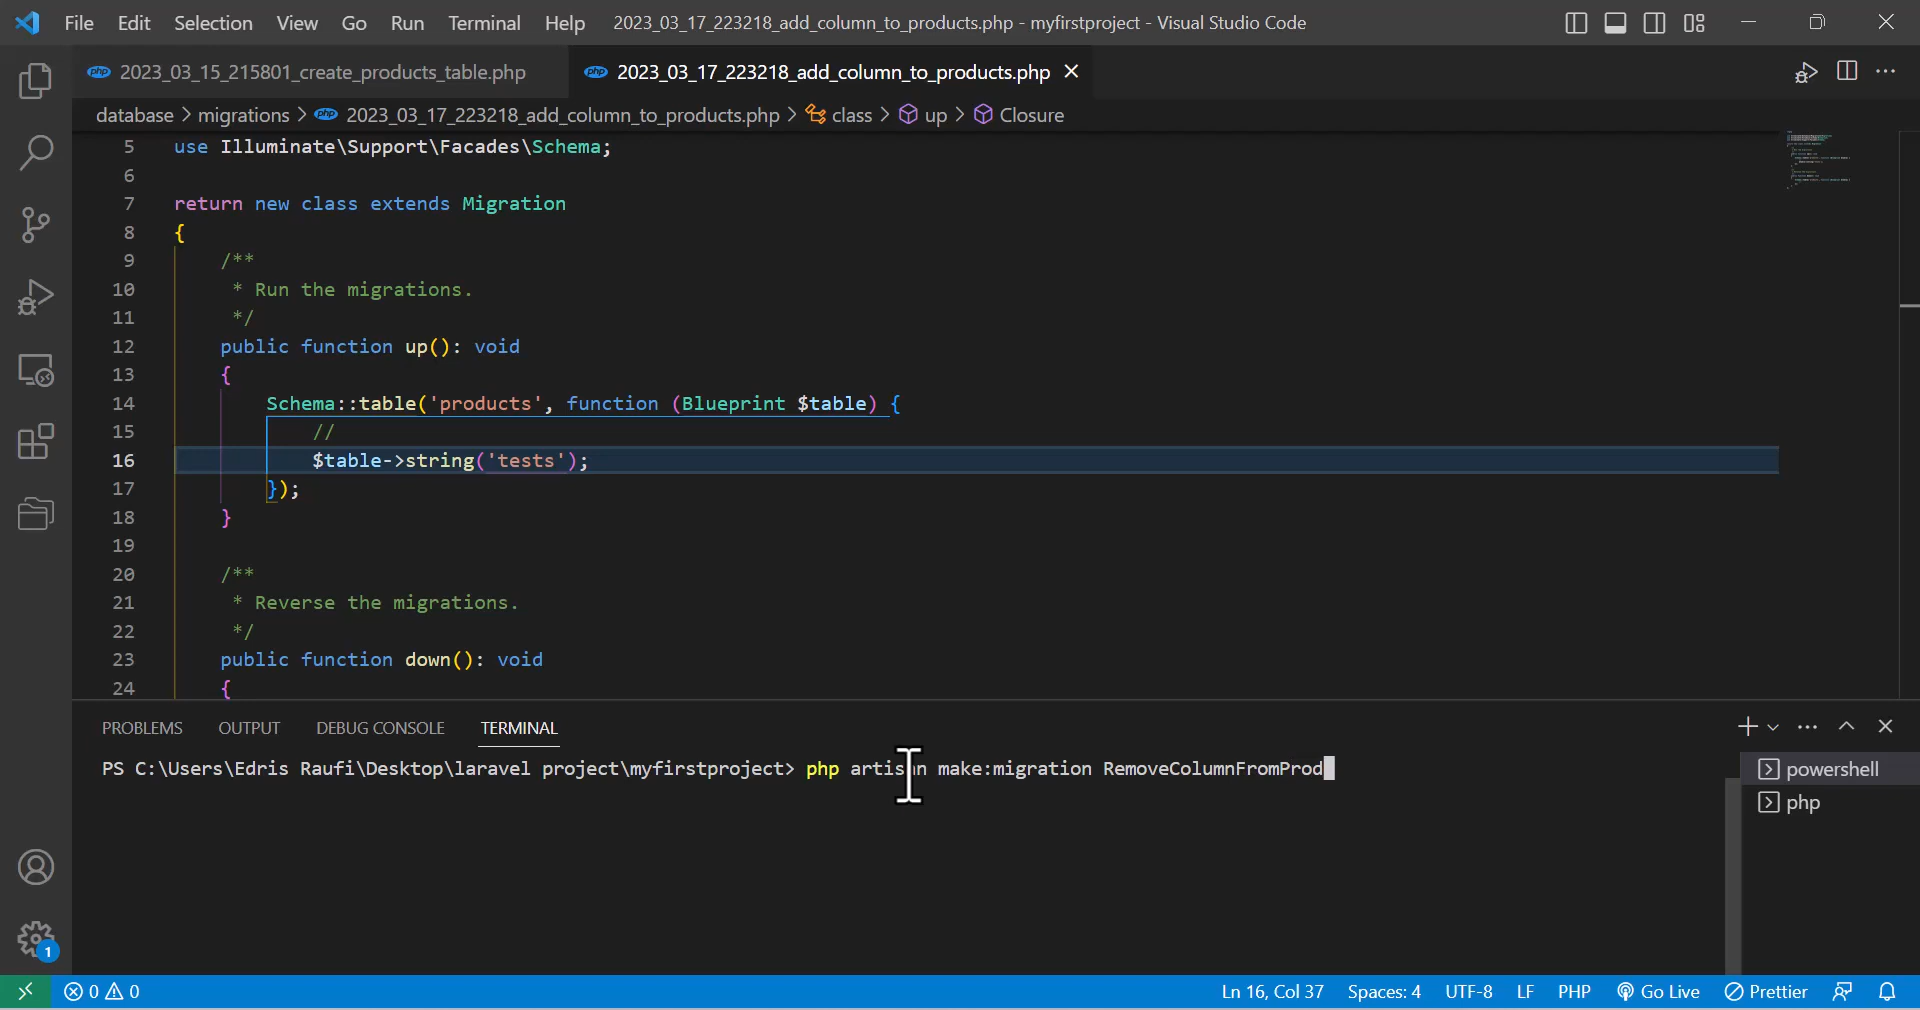 File Edit Selection View Go Run Terminal Help 2023_03_17_223218_add_column_to_products.php - myfirstproject - Visual Studio Code
php 2023_03_15_215801_create_products_table.php php 2023_03_17_223218_add_column_to_products.php
database > migrations > php 2023_03_17_223218_add_column_to_products.php > class > up > Closure
5 use Illuminate\Support\Facades\Schema;
6
7 return new class extends Migration
8 {
9 /**
10 * Run the migrations.
11 */
12 public function up(): void
13 {
14 Schema::table('products', function (Blueprint $table) {
15 //
16 $table->string('tests');
17 });
18 }
19
20 /**
21 * Reverse the migrations.
22 */
23 public function down(): void
24 {
PROBLEMS OUTPUT DEBUG CONSOLE TERMINAL
PS C:\Users\Edris Raufi\Desktop\laravel project\myfirstproject> php artisan make:migration RemoveColumnFromProd
powershell
php
1
0 0 Ln 16, Col 37 Spaces: 4 UTF-8 LF PHP Go Live Prettier